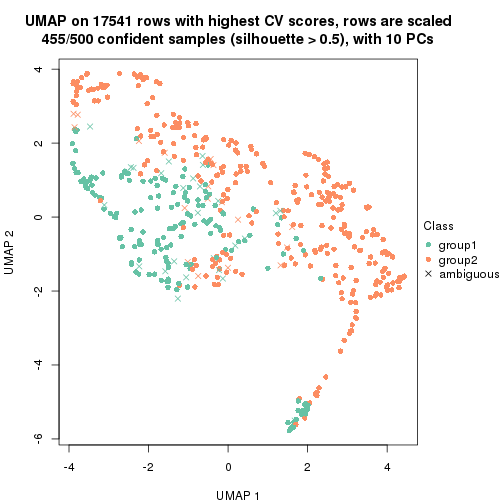 UMAP on 17541 rows with highest CV scores, rows are scaled
455/500 confident samples (silhouette > 0.5), with 10 PCs
4
2
0
-2
-4
-6
UMAP 2
-4
-2
0
2
4
UMAP 1
Class
group1
group2
ambiguous